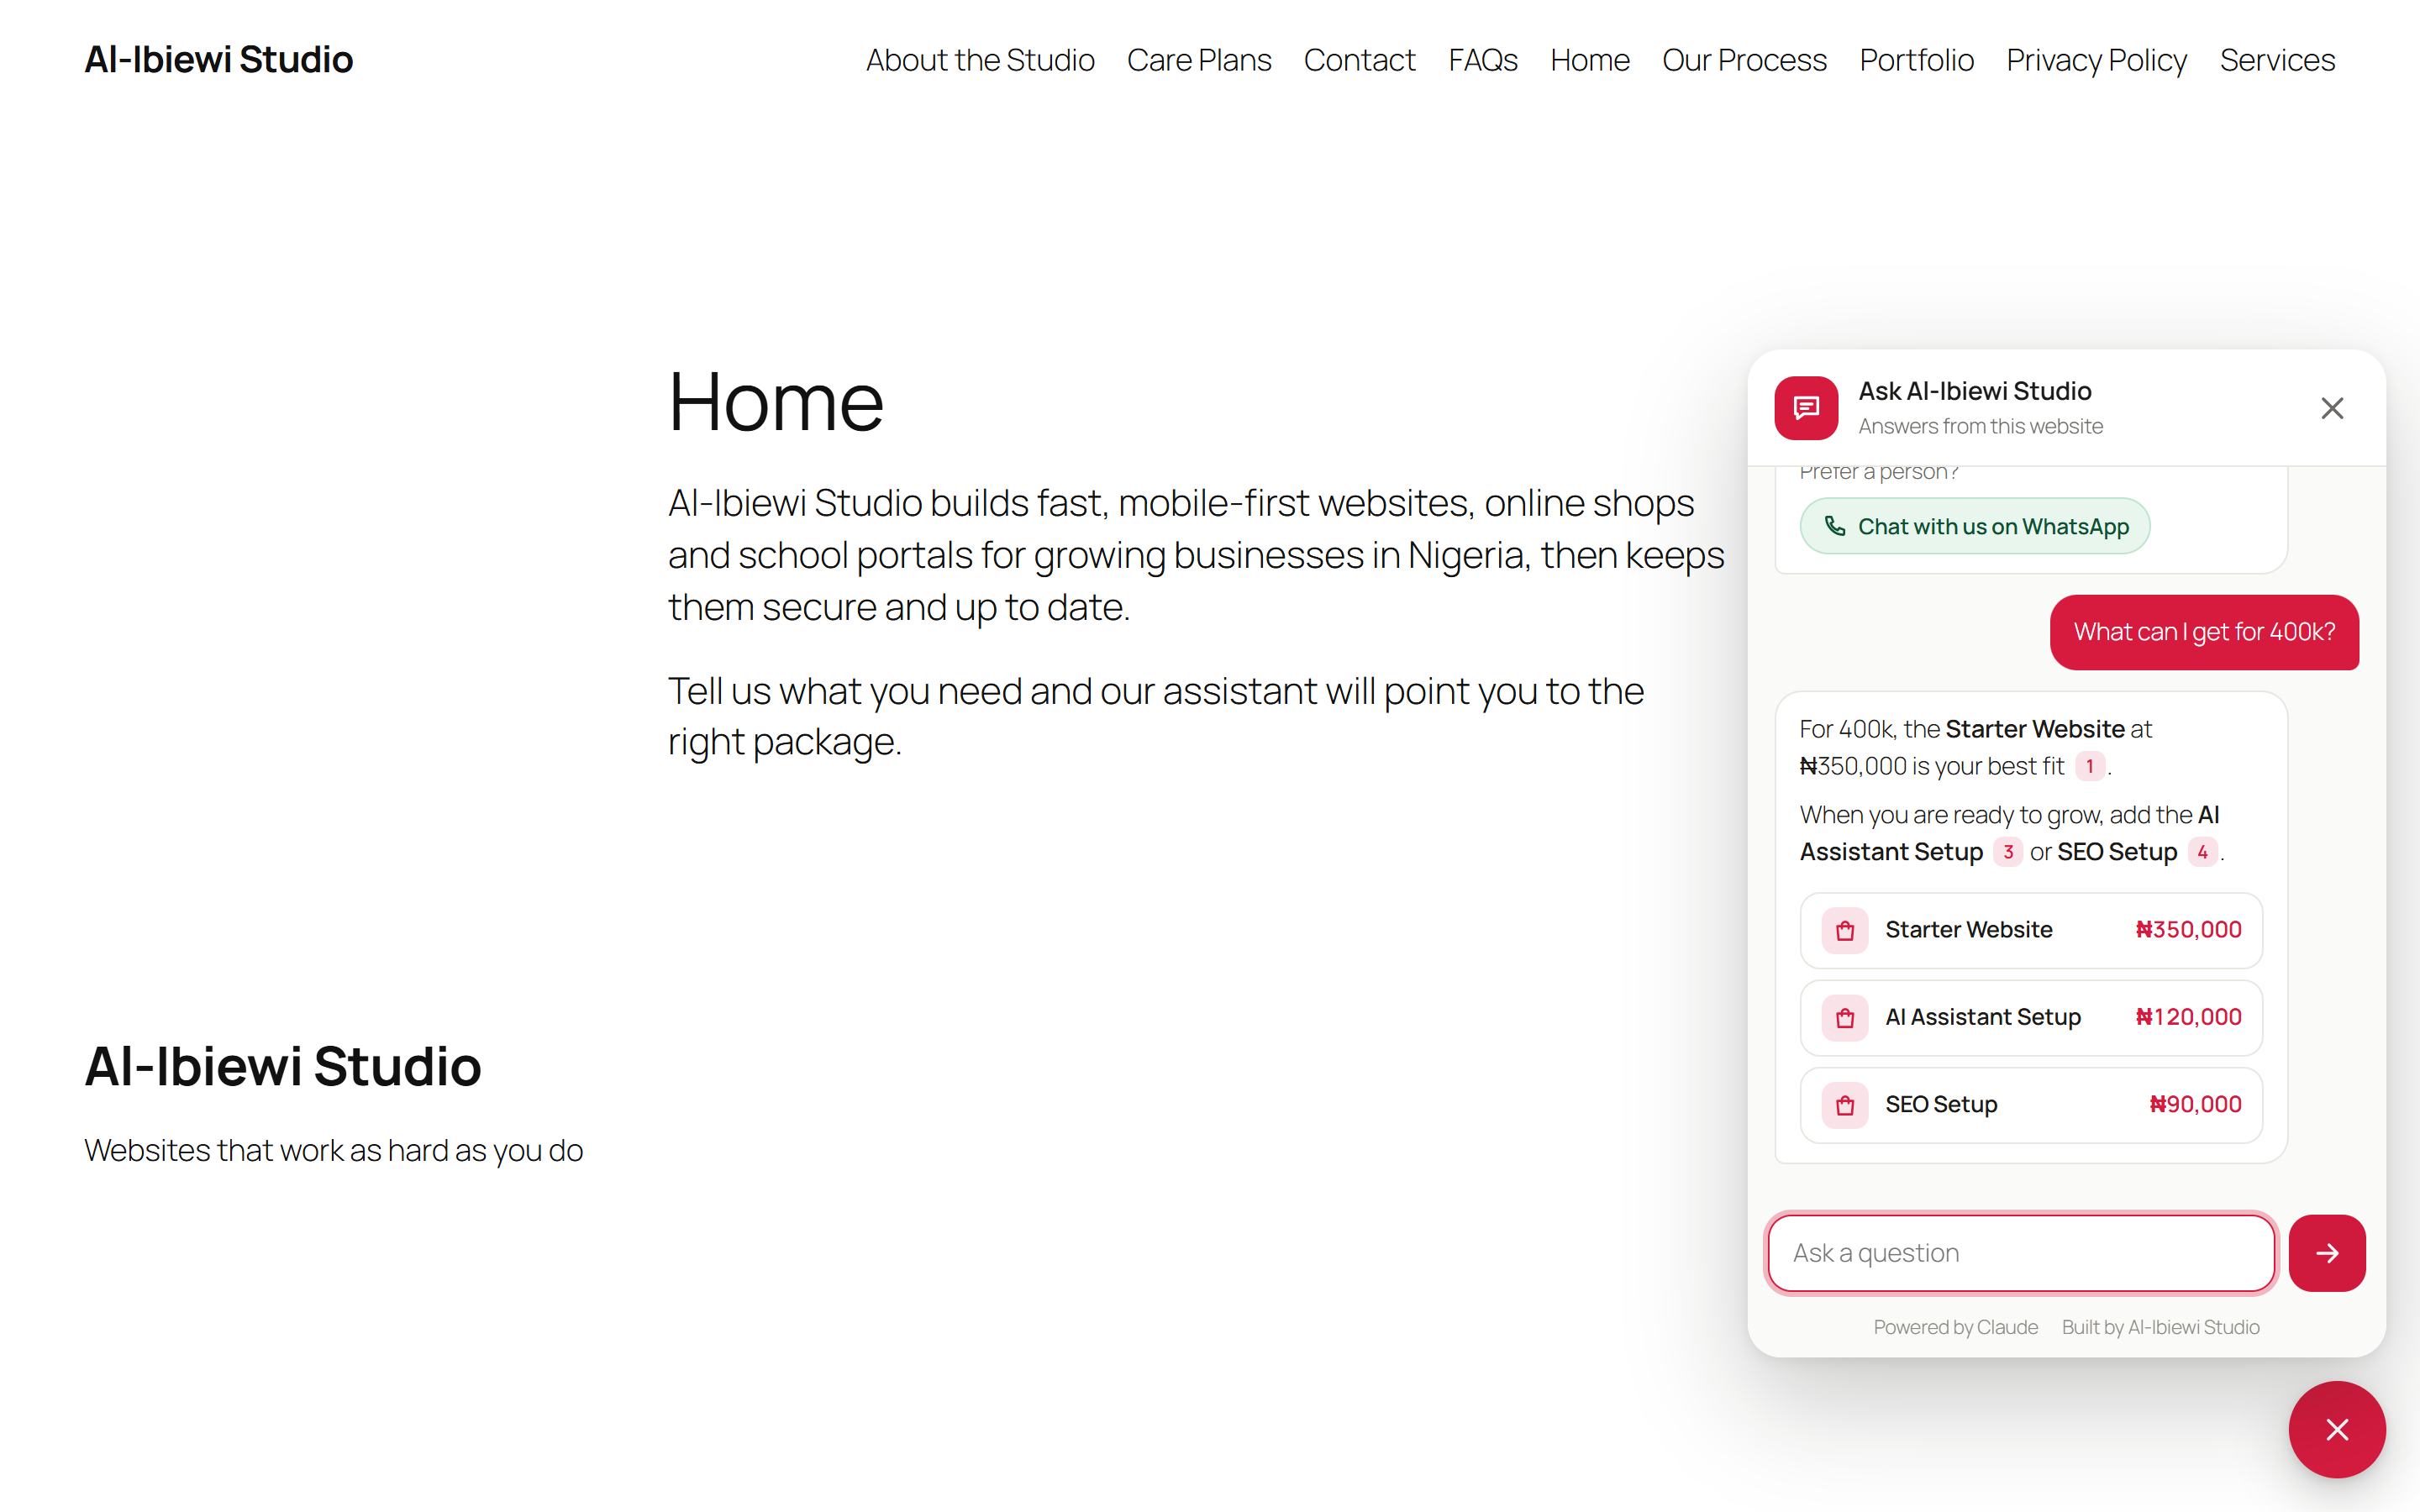 Al-Ibiewi Studio
About the Studio Care Plans Contact FAQs Home Our Process Portfolio Privacy Policy Services
Home
Al-Ibiewi Studio builds fast, mobile-first websites, online shops
and school portals for growing businesses in Nigeria, then keeps
them secure and up to date.
Tell us what you need and our assistant will point you to the
right package.
Al-Ibiewi Studio
Websites that work as hard as you do
Ask Al-Ibiewi Studio
Answers from this website
Prefer a person?
Chat with us on WhatsApp
What can I get for 400k?
For 400k, the Starter Website at
₦350,000 is your best fit 1.
When you are ready to grow, add the AI
Assistant Setup 3 or SEO Setup 4.
Starter Website ₦350,000
AI Assistant Setup ₦120,000
SEO Setup ₦90,000
Ask a question
Powered by Claude Built by Al-Ibiewi Studio